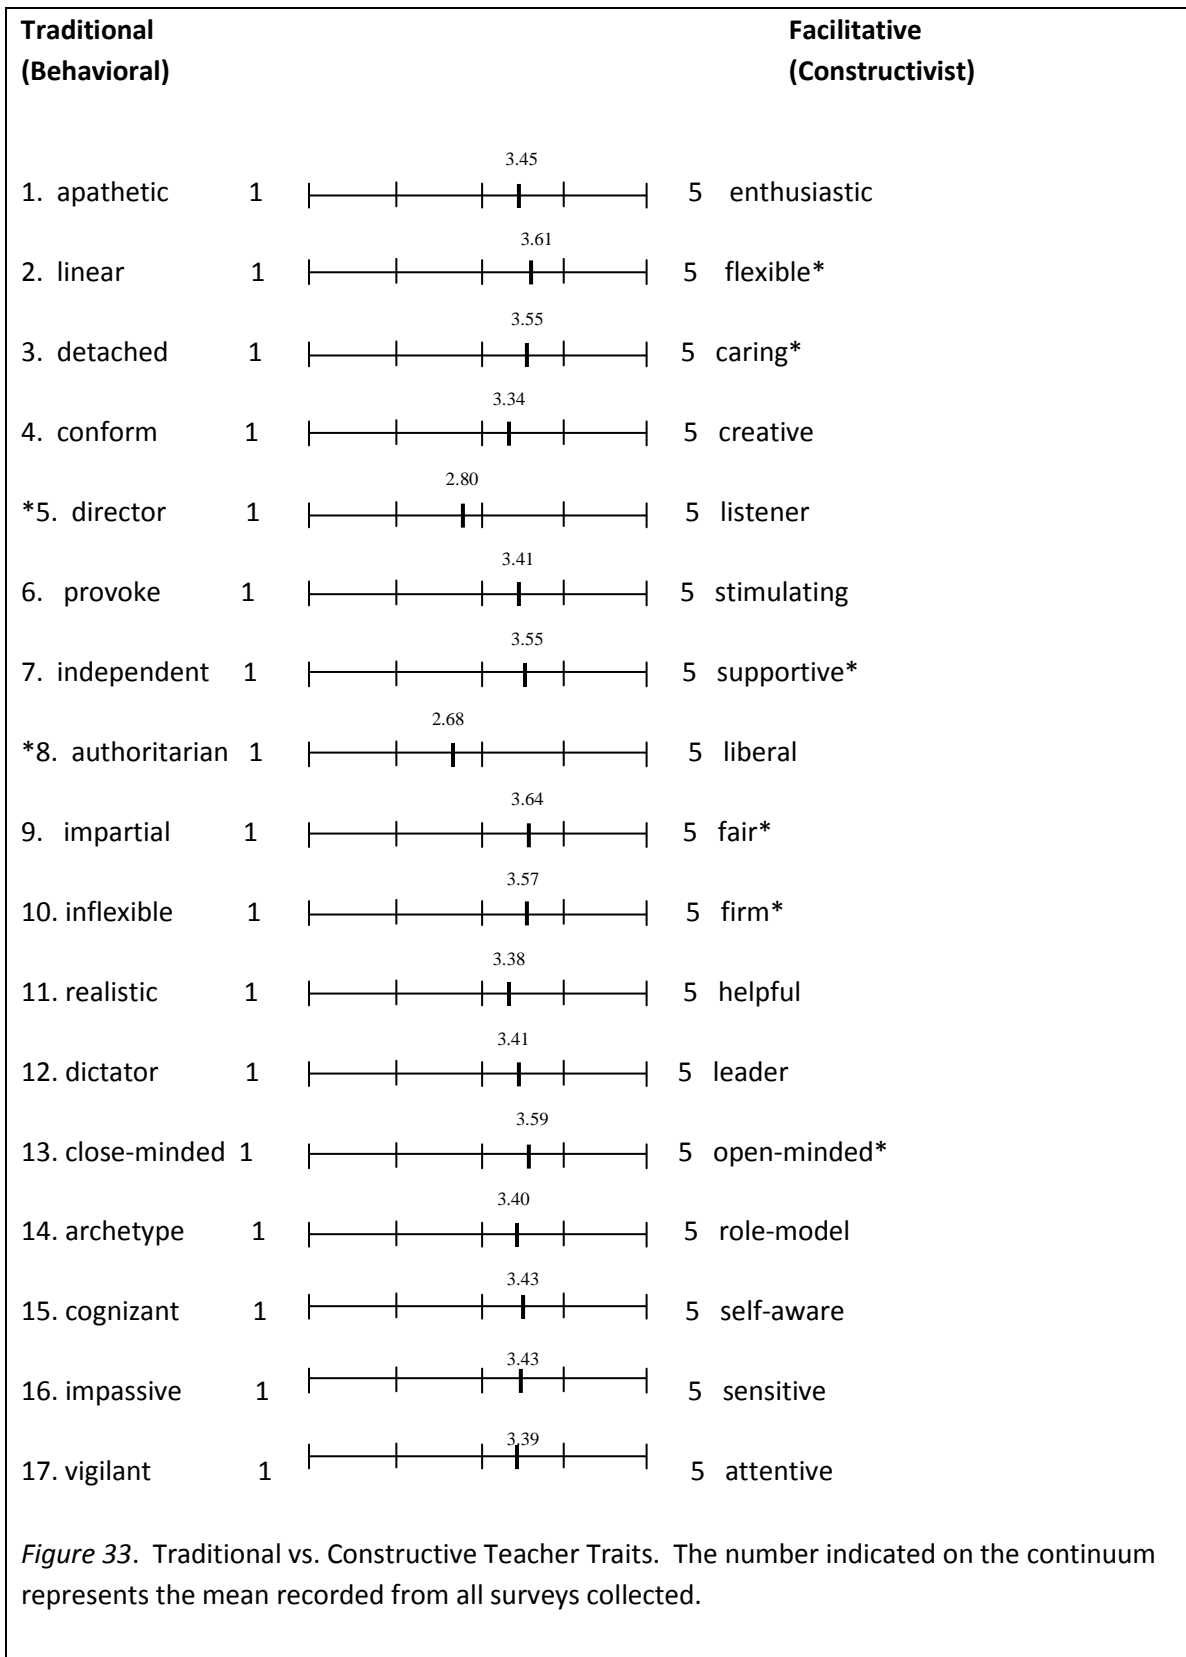 Traditional Facilitative
(Behavioral) (Constructivist)
3.45
1. apathetic 1 5 enthusiastic
3.61
2. linear 1 5 flexible*
3.55
3. detached 1 5 caring*
3.34
4. conform 1 5 creative
2.80
*5. director 1 5 listener
3.41
6. provoke 1 5 stimulating
3.55
7. independent 1 5 supportive*
2.68
*8. authoritarian 1 5 liberal
3.64
9. impartial 1 5 fair*
3.57
10. inflexible 1 5 firm*
3.38
11. realistic 1 5 helpful
3.41
12. dictator 1 5 leader
3.59
13. close-minded 1 5 open-minded*
3.40
14. archetype 1 5 role-model
3.43
15. cognizant 1 5 self-aware
3.43
16. impassive 1 5 sensitive
3.39
17. vigilant 1 5 attentive
Figure 33. Traditional vs. Constructive Teacher Traits. The number indicated on the continuum
represents the mean recorded from all surveys collected.